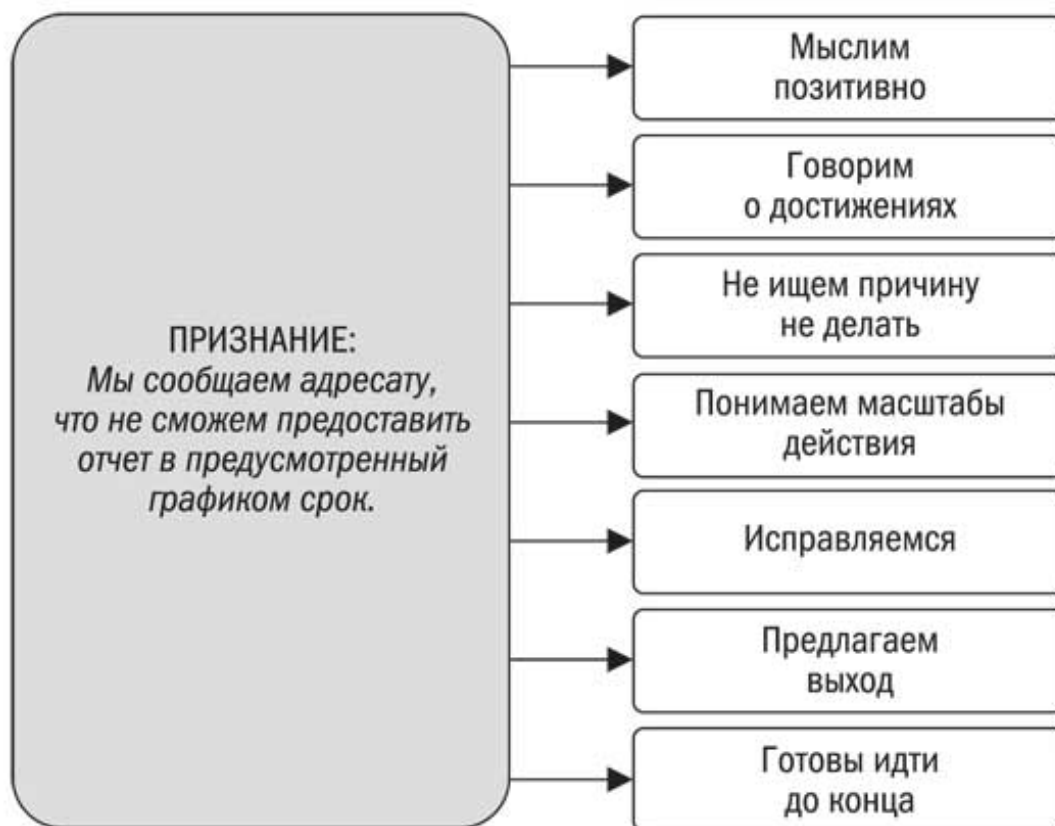 ПРИЗНАНИЕ:
Мы сообщаем адресату,
что не сможем предоставить
отчет в предусмотренный
графиком срок.
Мыслим
позитивно
Говорим
о достижениях
Не ищем причину
не делать
Понимаем масштабы
действия
Исправляемся
Предлагаем
выход
Готовы идти
до конца